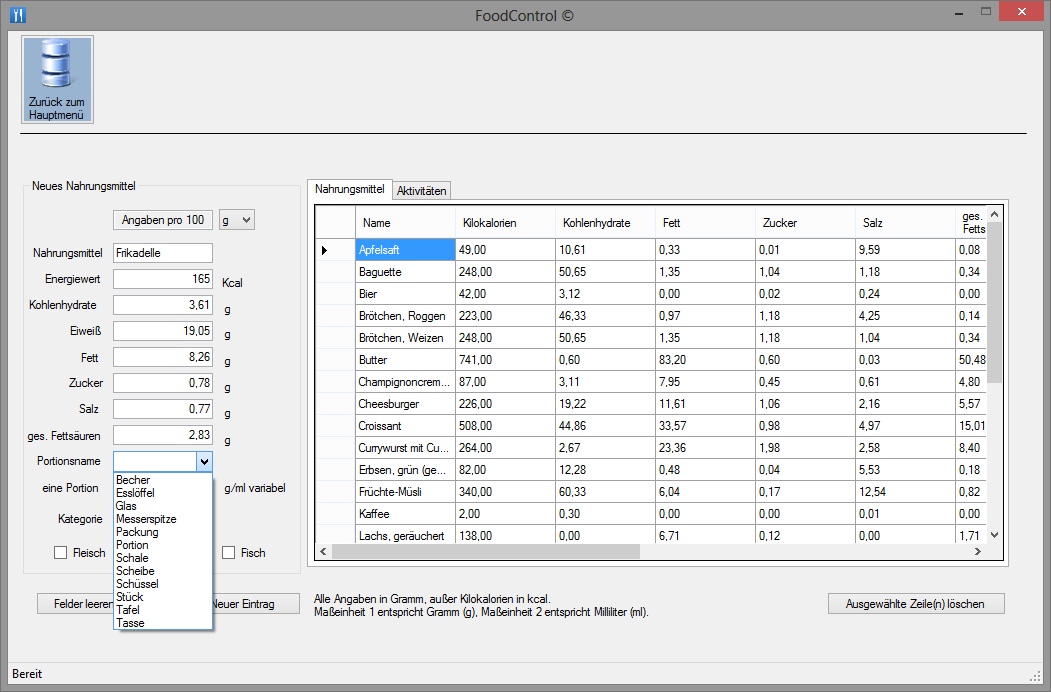 FoodControl ©
Zurück zum
Hauptmenü
Neues Nahrungsmittel
Angaben pro 100 g
Nahrungsmittel Frikadelle
Energiewert 165 Kcal
Kohlenhydrate 3,61 g
Eiweiß 19,05 g
Fett 8,26 g
Zucker 0,78 g
Salz 0,77 g
ges. Fettsäuren 2,83 g
Portionsname
eine Portion g/ml variabel
Kategorie
Fleisch Fisch
Becher
Esslöffel
Glas
Messerspitze
Packung
Portion
Schale
Scheibe
Schüssel
Stück
Tafel
Tasse
Felder leeren Neuer Eintrag
Nahrungsmittel Aktivitäten
Name Kilokalorien Kohlenhydrate Fett Zucker Salz ges. Fetts
Apfelsaft 49,00 10,61 0,33 0,01 9,59 0,08
Baguette 248,00 50,65 1,35 1,04 1,18 0,34
Bier 42,00 3,12 0,00 0,02 0,24 0,00
Brötchen, Roggen 223,00 46,33 0,97 1,18 4,25 0,14
Brötchen, Weizen 248,00 50,65 1,35 1,18 1,04 0,34
Butter 741,00 0,60 83,20 0,60 0,03 50,48
Champignoncrem... 87,00 3,11 7,95 0,45 0,61 4,80
Cheesburger 226,00 19,22 11,61 1,06 2,16 5,57
Croissant 508,00 44,86 33,57 0,98 4,97 15,01
Currywurst mit Cu... 264,00 2,67 23,36 1,98 2,58 8,40
Erbsen, grün (ge... 82,00 12,28 0,48 0,04 5,53 0,18
Früchte-Müsli 340,00 60,33 6,04 0,17 12,54 0,82
Kaffee 2,00 0,30 0,00 0,00 0,01 0,00
Lachs, geräuchert 138,00 0,00 6,71 0,12 0,00 1,71
Alle Angaben in Gramm, außer Kilokalorien in kcal.
Maßeinheit 1 entspricht Gramm (g), Maßeinheit 2 entspricht Milliliter (ml).
Ausgewählte Zeile(n) löschen
Bereit